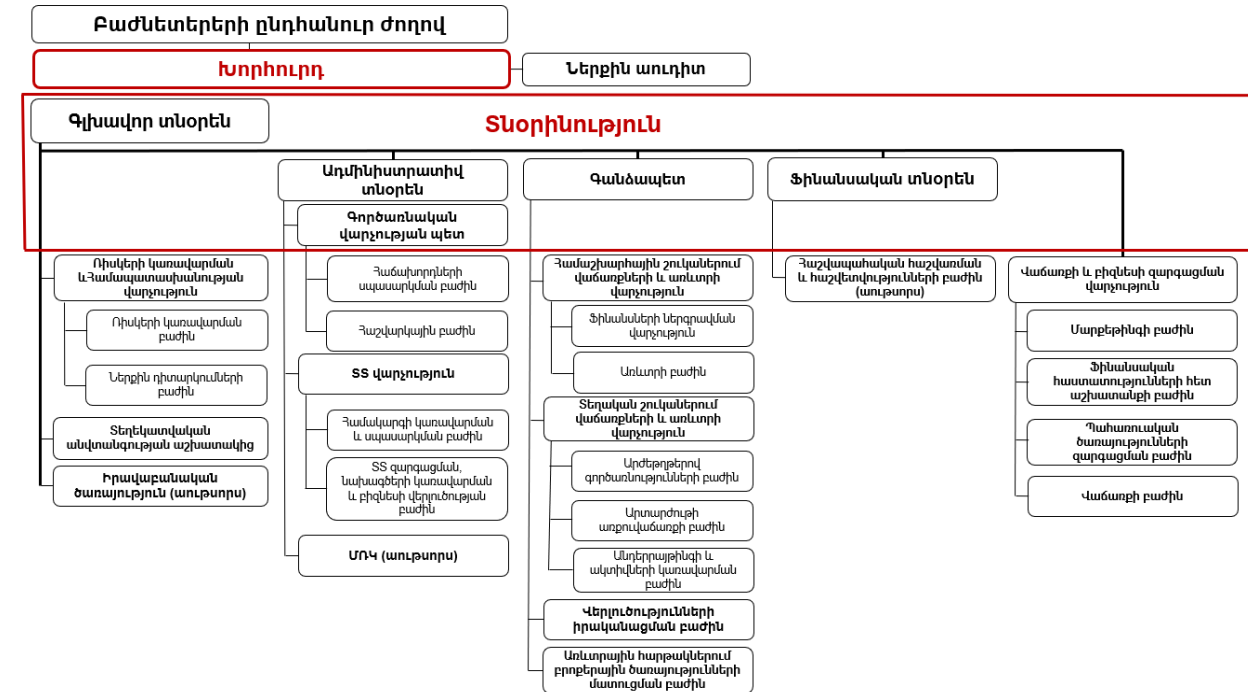 Բաժնետերերի ընդհանուր ժողով
Խորհուրդ
Ներքին աուդիտ
Գլխավոր տնօրեն
Տնօրինություն
Ադմինիստրատիվ
տնօրեն
Գանձապետ
Ֆինանսական տնօրեն
Գործառնական
վարչության պետ
Ռիսկերի կառավարման
ևՀամապատասխանության
վարչություն
Ռիսկերի կառավարման
բաժին
Ներքին դիտարկումների
բաժին
Տեղեկատվական
անվտանգության աշխատակից
Իրավաբանական
ծառայություն (աութսորս)
Հաճախորդների
սպասարկման բաժին
Հաշվարկային բաժին
ՏՏ վարչություն
Համակարգի կառավարման
և սպասարկման բաժին
ՏՏ զարգացման,
նախագծերի կառավարման
և բիզնեսի վերլուծության
բաժին
ՄՌԿ (աութսորս)
Համաշխարհային շուկաներում
վաճառքների և առևտրի
վարչություն
Ֆինանսների ներգրավման
վարչություն
Առևտրի բաժին
Տեղական շուկաներում
վաճառքների և առևտրի
վարչություն
Արժեթղթերով
գործառնությունների բաժին
Արտարժութի
առքուվաճառքի բաժին
Անդերրայթինգի և
ակտիվների կառավարման
բաժին
Վերլուծությունների
իրականացման բաժին
Առևտրային հարթակներում
բրոքերային ծառայությունների
մատուցման բաժին
Հաշվապահական հաշվառման
և հաշվետվությունների բաժին
(աութսորս)
Վաճառքի և բիզնեսի զարգացման
վարչություն
Մարքեթինգի բաժին
Ֆինանսական
հաստատությունների հետ
աշխատանքի բաժին
Պահառուական
ծառայությունների
զարգացման բաժին
Վաճառքի բաժին